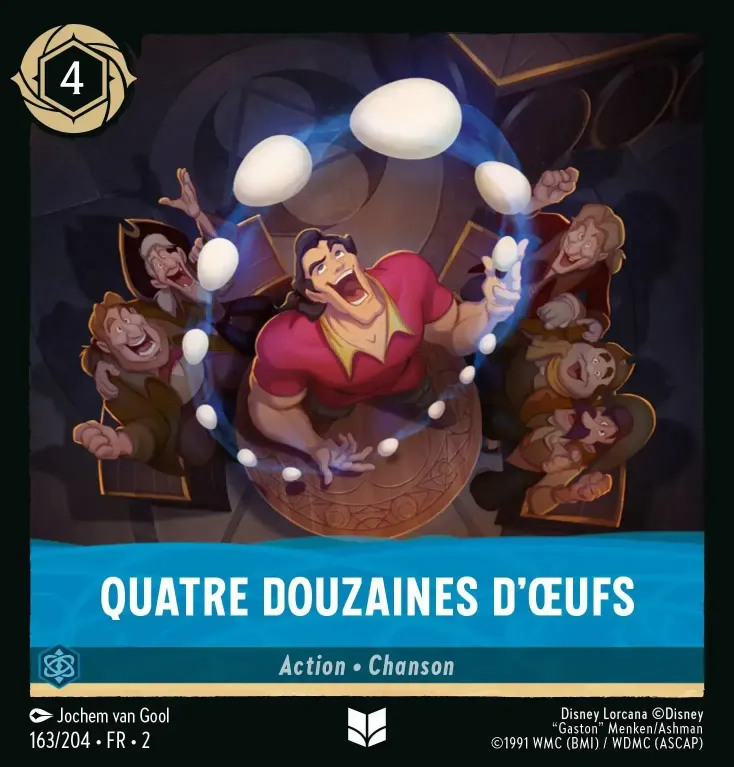 4
QUATRE DOUZAINES D'ŒUFS
Action • Chanson
Jochem van Gool
163/204 • FR • 2
Disney Lorcana ©Disney
“Gaston” Menken/Ashman
©1991 WMC (BMI) / WDMC (ASCAP)